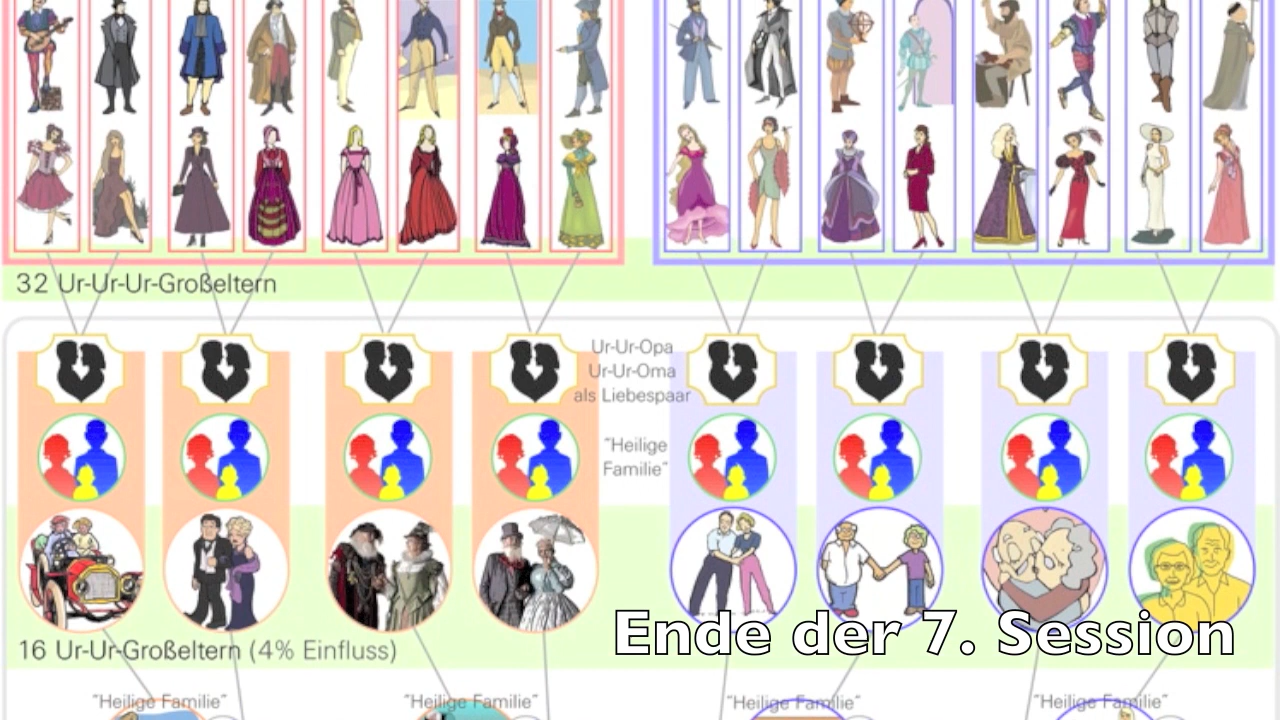 32 Ur-Ur-Ur-Großeltern
Ur-Ur-Opa
Ur-Ur-Oma
als Liebespaar
“Heilige
Familie”
16 Ur-Ur-Großeltern (4% Einfluss)
Ende der 7. Session
“Heilige Familie” “Heilige Familie” “Heilige Familie” “Heilige Familie”